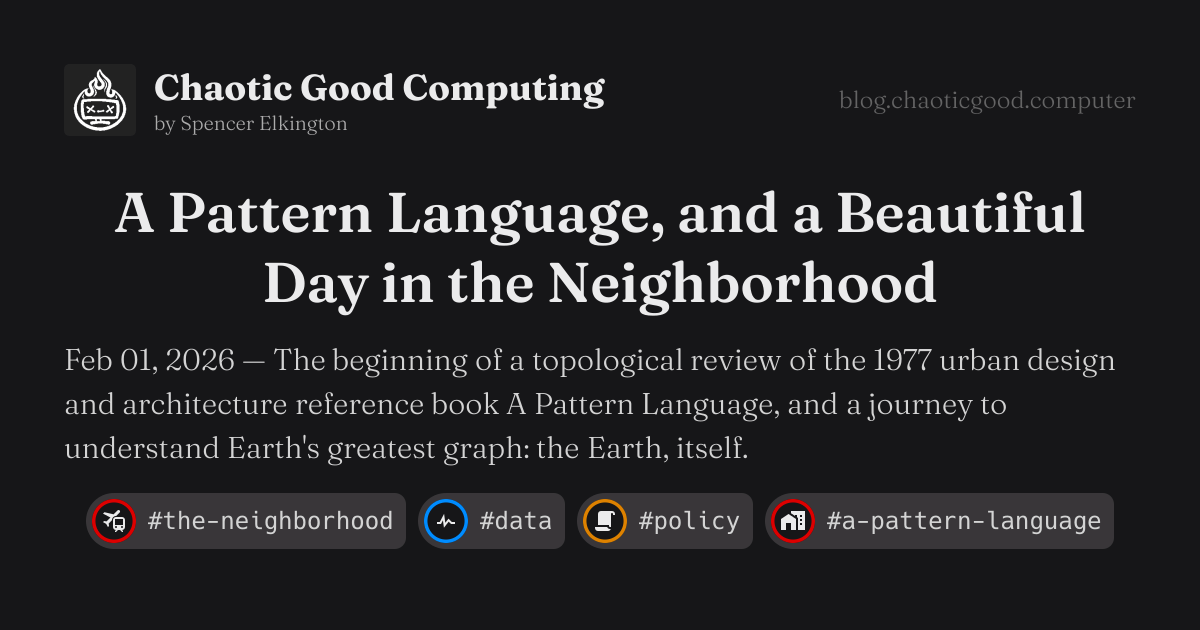 Chaotic Good Computing
by Spencer Elkington
blog.chaoticgood.computer
A Pattern Language, and a Beautiful
Day in the Neighborhood
Feb 01, 2026 — The beginning of a topological review of the 1977 urban design
and architecture reference book A Pattern Language, and a journey to
understand Earth's greatest graph: the Earth, itself.
#the-neighborhood #data #policy #a-pattern-language